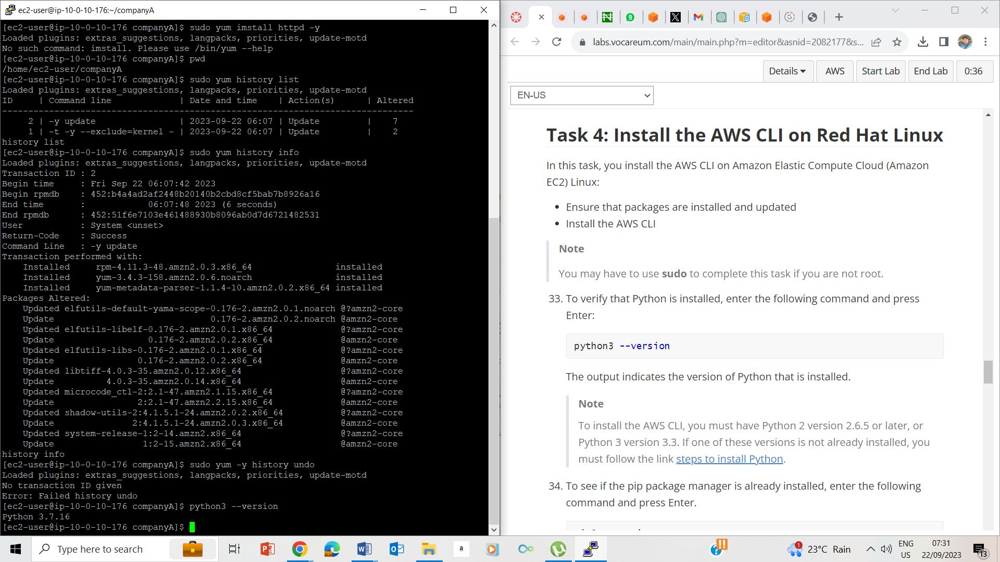 ec2-user@ip-10-0-10-176:~/companyA
[ec2-user@ip-10-0-10-176 companyA]$ sudo yum imstall httpd -y
Loaded plugins: extras_suggestions, langpacks, priorities, update-motd
No such command: imstall. Please use /bin/yum --help
[ec2-user@ip-10-0-10-176 companyA]$ pwd
/home/ec2-user/companyA
[ec2-user@ip-10-0-10-176 companyA]$ sudo yum history list
Loaded plugins: extras_suggestions, langpacks, priorities, update-motd
ID     | Command line             | Date and time    | Action(s)      | Altered
-------------------------------------------------------------------------------
     2 | -y update                | 2023-09-22 06:07 | Update         |    7
     1 | -t -y --exclude=kernel - | 2023-09-22 06:07 | Update         |    2
history list
[ec2-user@ip-10-0-10-176 companyA]$ sudo yum history info
Loaded plugins: extras_suggestions, langpacks, priorities, update-motd
Transaction ID : 2
Begin time     : Fri Sep 22 06:07:42 2023
Begin rpmdb    : 452:b4a4ad2af2448b20140b2cbd8cf5bab7b8926a16
End time       :            06:07:48 2023 (6 seconds)
End rpmdb      : 452:51f6e7103e461488930b8096ab0d7d6721482531
User           : System <unset>
Return-Code    : Success
Command Line   : -y update
Transaction performed with:
    Installed     rpm-4.11.3-48.amzn2.0.3.x86_64                installed
    Installed     yum-3.4.3-158.amzn2.0.6.noarch                installed
    Installed     yum-metadata-parser-1.1.4-10.amzn2.0.2.x86_64 installed
Packages Altered:
    Updated elfutils-default-yama-scope-0.176-2.amzn2.0.1.noarch @?amzn2-core
    Update                              0.176-2.amzn2.0.2.noarch @amzn2-core
    Updated elfutils-libelf-0.176-2.amzn2.0.1.x86_64             @?amzn2-core
    Update                  0.176-2.amzn2.0.2.x86_64             @amzn2-core
    Updated elfutils-libs-0.176-2.amzn2.0.1.x86_64               @?amzn2-core
    Update                0.176-2.amzn2.0.2.x86_64               @amzn2-core
    Updated libtiff-4.0.3-35.amzn2.0.12.x86_64                   @?amzn2-core
    Update          4.0.3-35.amzn2.0.14.x86_64                   @amzn2-core
    Updated microcode_ctl-2:2.1-47.amzn2.1.15.x86_64             @?amzn2-core
    Update                2:2.1-47.amzn2.2.15.x86_64             @amzn2-core
    Updated shadow-utils-2:4.1.5.1-24.amzn2.0.2.x86_64           @?amzn2-core
    Update               2:4.1.5.1-24.amzn2.0.3.x86_64           @amzn2-core
    Updated system-release-1:2-14.amzn2.x86_64                   @?amzn2-core
    Update                 1:2-15.amzn2.x86_64                   @amzn2-core
history info
[ec2-user@ip-10-0-10-176 companyA]$ sudo yum -y history undo
Loaded plugins: extras_suggestions, langpacks, priorities, update-motd
No transaction ID given
Error: Failed history undo
[ec2-user@ip-10-0-10-176 companyA]$ python3 --version
Python 3.7.16
[ec2-user@ip-10-0-10-176 companyA]$
labs.vocareum.com/main/main.php?m=editor&asnid=2082177&s...
Details AWS Start Lab End Lab 0:36
EN-US
Task 4: Install the AWS CLI on Red Hat Linux
In this task, you install the AWS CLI on Amazon Elastic Compute Cloud (Amazon
EC2) Linux:
• Ensure that packages are installed and updated
• Install the AWS CLI
Note
You may have to use sudo to complete this task if you are not root.
33. To verify that Python is installed, enter the following command and press
Enter:
python3 --version
The output indicates the version of Python that is installed.
Note
To install the AWS CLI, you must have Python 2 version 2.6.5 or later, or
Python 3 version 3.3. If one of these versions is not already installed, you
must follow the link steps to install Python.
34. To see if the pip package manager is already installed, enter the following
command and press Enter.
Type here to search
23°C Rain
ENG
US
07:31
22/09/2023
13